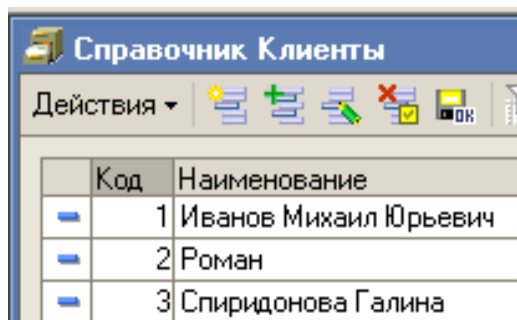 Справочник Клиенты
Действия
Код Наименование
1 Иванов Михаил Юрьевич
2 Роман
3 Спиридонова Галина